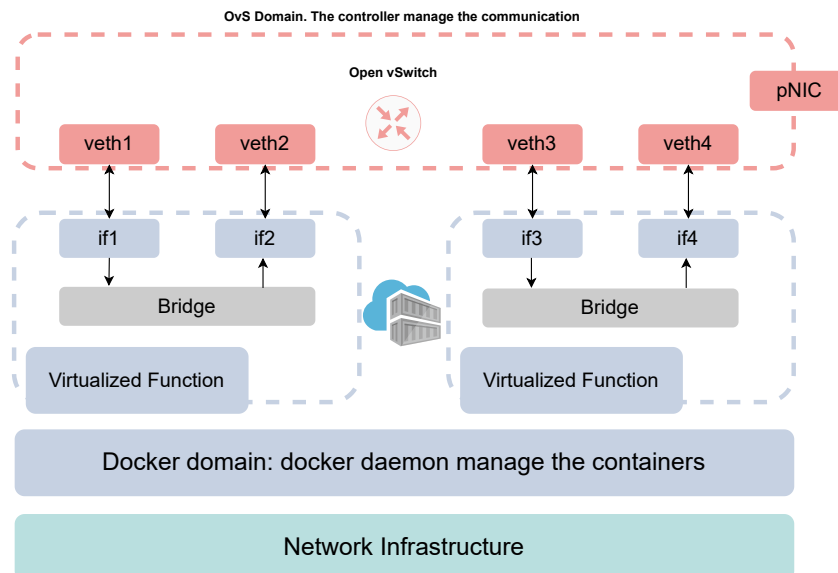 OvS Domain. The controller manage the communication
Open vSwitch
pNIC
veth1
veth2
veth3
veth4
if1
if2
if3
if4
Bridge
Bridge
Virtualized Function
Virtualized Function
Docker domain: docker daemon manage the containers
Network Infrastructure